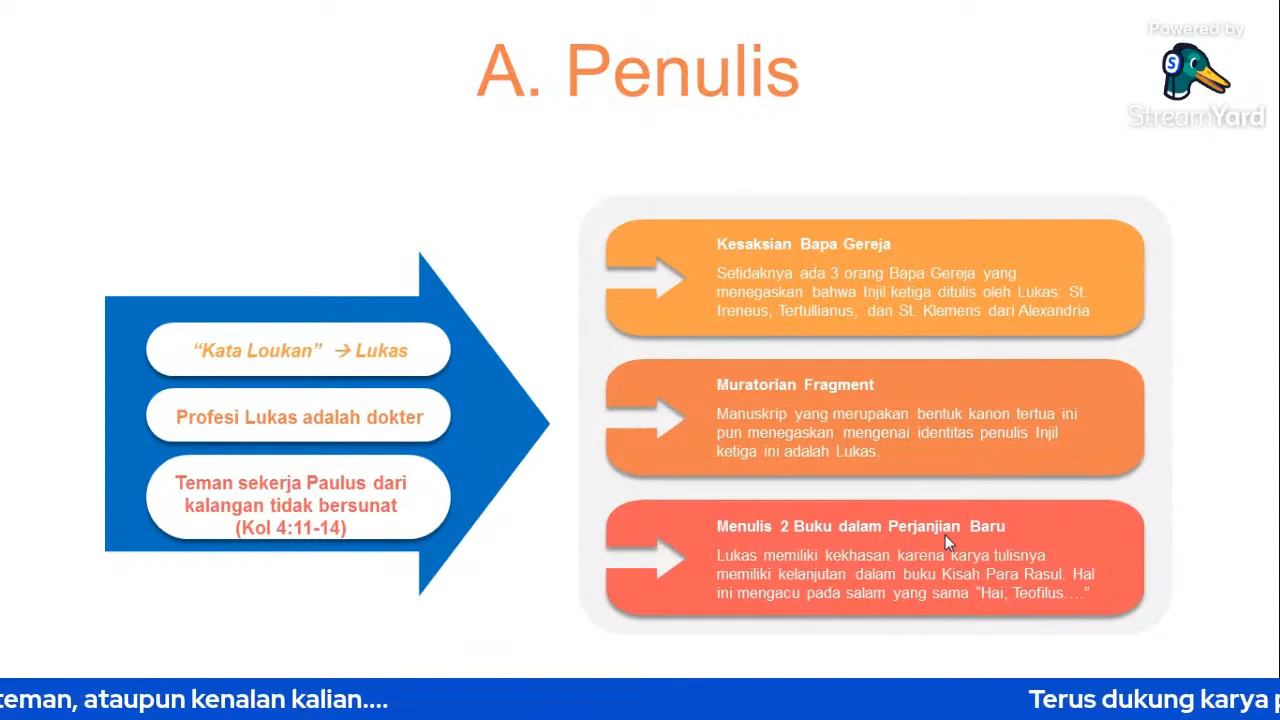 A. Penulis
Powered by
S
StreamYard
“Kata Loukan” → Lukas
Profesi Lukas adalah dokter
Teman sekerja Paulus dari
kalangan tidak bersunat
(Kol 4:11-14)
Kesaksian Bapa Gereja
Setidaknya ada 3 orang Bapa Gereja yang
menegaskan bahwa Injil ketiga ditulis oleh Lukas: St.
Ireneus, Tertullianus, dan St. Klemens dari Alexandria
Muratorian Fragment
Manuskrip yang merupakan bentuk kanon tertua ini
pun menegaskan mengenai identitas penulis Injil
ketiga ini adalah Lukas.
Menulis 2 Buku dalam Perjanjian Baru
Lukas memiliki kekhasan karena karya tulisnya
memiliki kelanjutan dalam buku Kisah Para Rasul. Hal
ini mengacu pada salam yang sama "Hai, Teofilus…."
teman, ataupun kenalan kalian....
Terus dukung karya p